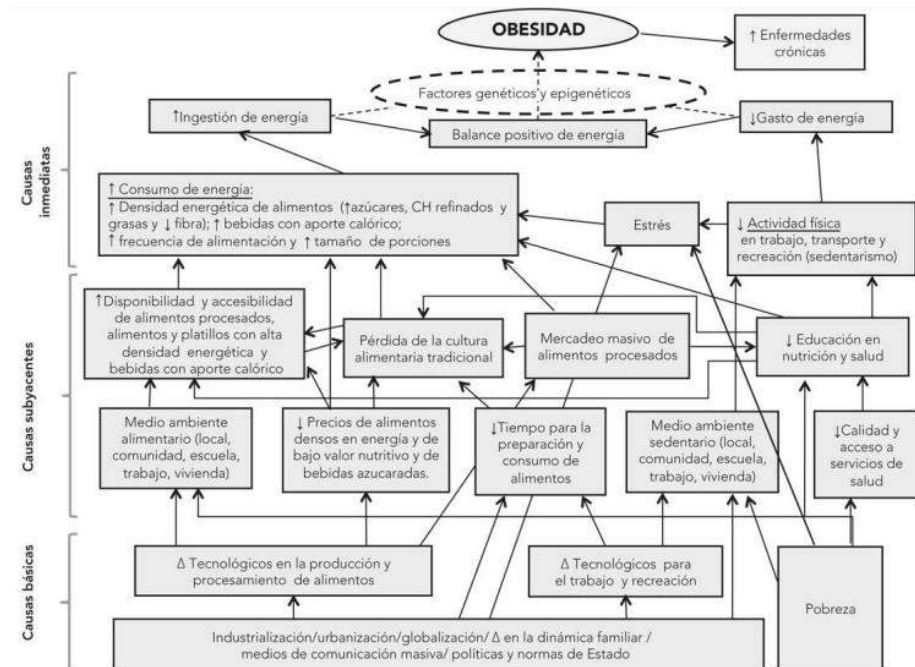 OBESIDAD
↑ Enfermedades
crónicas
Factores genéticos y epigenéticos
↑Ingestión de energía
Balance positivo de energía
↓Gasto de energía
Causas
inmediatas
↑ Consumo de energía:
↑ Densidad energética de alimentos (↑azúcares, CH refinados y
grasas y ↓ fibra); ↑ bebidas con aporte calórico;
↑ frecuencia de alimentación y ↑ tamaño de porciones
Estrés
↓ Actividad física
en trabajo, transporte y
recreación (sedentarismo)
Causas subyacentes
↑Disponibilidad y accesibilidad
de alimentos procesados,
alimentos y platillos con alta
densidad energética y
bebidas con aporte calórico
Pérdida de la cultura
alimentaria tradicional
Mercadeo masivo de
alimentos procesados
↓ Educación en
nutrición y salud
Medio ambiente
alimentario (local,
comunidad, escuela,
trabajo, vivienda)
↓ Precios de alimentos
densos en energía y de
bajo valor nutritivo y de
bebidas azucaradas.
↓Tiempo para la
preparación y
consumo de
alimentos
Medio ambiente
sedentario (local,
comunidad, escuela,
trabajo, vivienda)
↓Calidad y
acceso a
servicios de
salud
Causas básicas
Δ Tecnológicos en la producción y
procesamiento de alimentos
Δ Tecnológicos para
el trabajo y recreación
Pobreza
Industrialización/urbanización/globalización/ Δ en la dinámica familiar /
medios de comunicación masiva/ políticas y normas de Estado